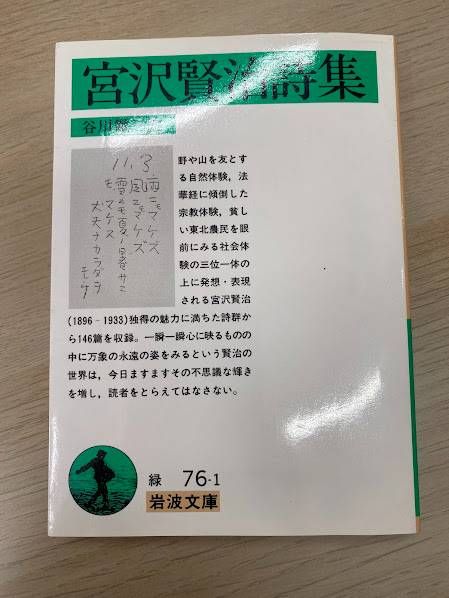 宮沢賢治詩集
谷川
11.3
雨ニモマケズ
風ニモマケズ
雪ニモ夏ノ暑サニ
モマケヌ
丈夫ナカラダヲ
モチ
野や山を友とす
る自然体験，法
華経に傾倒した
宗教体験，貧し
い東北農民を眼
前にみる社会体
験の三位一体の
上に発想・表現
される宮沢賢治
(1896‐1933)独得の魅力に満ちた詩群か
ら146篇を収録。一瞬一瞬心に映るものの
中に万象の永遠の姿をみるという賢治の
世界は，今日ますますその不思議な輝き
を増し，読者をとらえてはなさない。
緑 76-1
岩波文庫